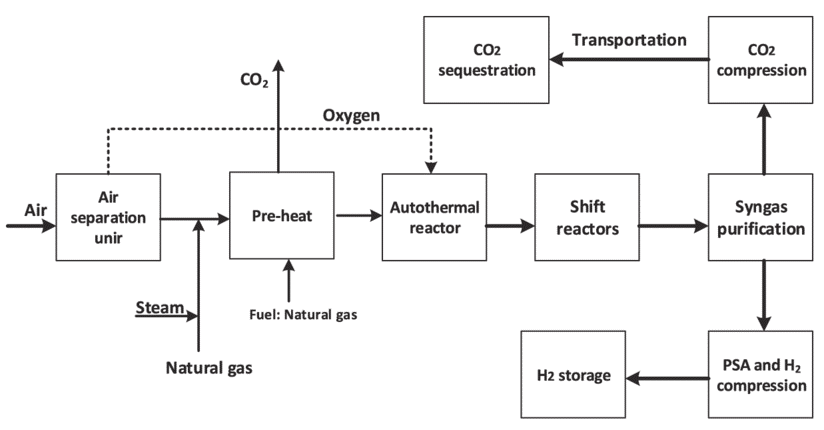 CO₂
sequestration
Transportation
CO2
compression
CO₂
Oxygen
Air
Air
separation
unir
Pre-heat
Autothermal
reactor
Shift
reactors
Syngas
purification
Steam
Fuel: Natural gas
Natural gas
H2 storage
PSA and H₂
compression